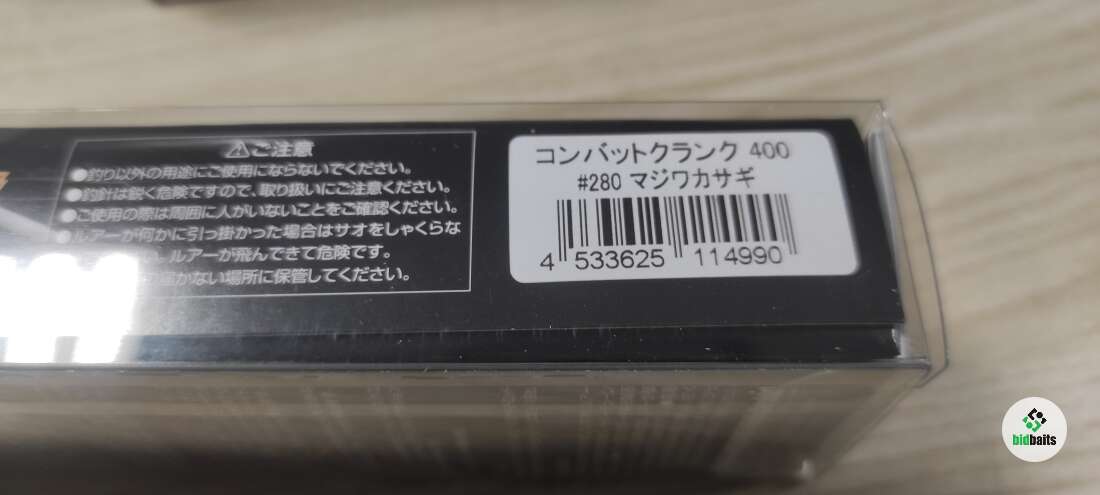 ⚠ご注意
●釣り以外の用途にご使用にならないでください。
●釣針は鋭く危険ですので、取り扱いにご注意ください。
●ご使用の際は周囲に人がいないことをご確認ください。
●ルアーが何かに引っ掛かった場合はサオをしゃくらな
い。ルアーが飛んできて危険です。
届かない場所に保管してください。
コンバットクランク 400
#280 マジワカサギ
4 533625 114990
bidbaits